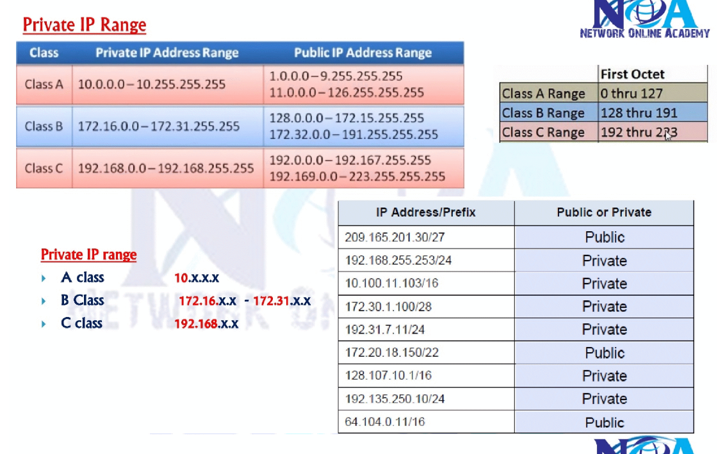 Private IP Range
NETWORK ONLINE ACADEMY
Class Private IP Address Range Public IP Address Range
Class A 10.0.0.0 – 10.255.255.255 1.0.0.0 – 9.255.255.255
11.0.0.0 – 126.255.255.255
Class B 172.16.0.0 – 172.31.255.255 128.0.0.0 – 172.15.255.255
172.32.0.0 – 191.255.255.255
Class C 192.168.0.0 – 192.168.255.255 192.0.0.0 – 192.167.255.255
192.169.0.0 – 223.255.255.255
First Octet
Class A Range 0 thru 127
Class B Range 128 thru 191
Class C Range 192 thru 223
Private IP range
A class 10.x.x.x
B Class 172.16.x.x - 172.31.x.x
C class 192.168.x.x
IP Address/Prefix Public or Private
209.165.201.30/27 Public
192.168.255.253/24 Private
10.100.11.103/16 Private
172.30.1.100/28 Private
192.31.7.11/24 Private
172.20.18.150/22 Public
128.107.10.1/16 Private
192.135.250.10/24 Private
64.104.0.11/16 Public